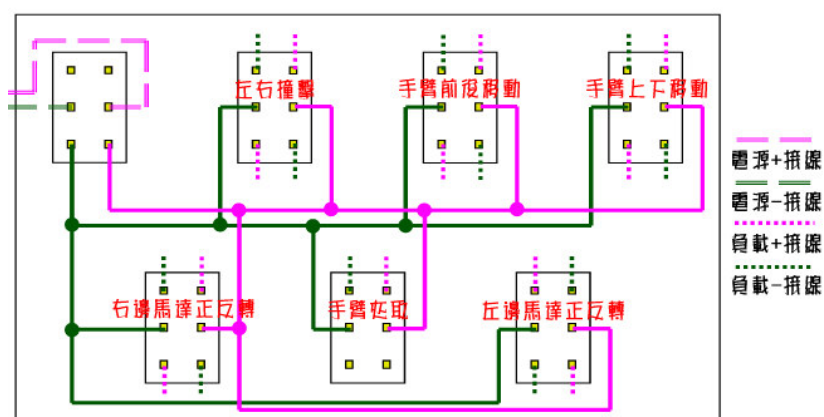 左右撞擊
手臂前後移動
手臂上下移動
電源+接線
電源-接線
負載+接線
負載-接線
右邊馬達正反轉
手臂夾取
左邊馬達正反轉